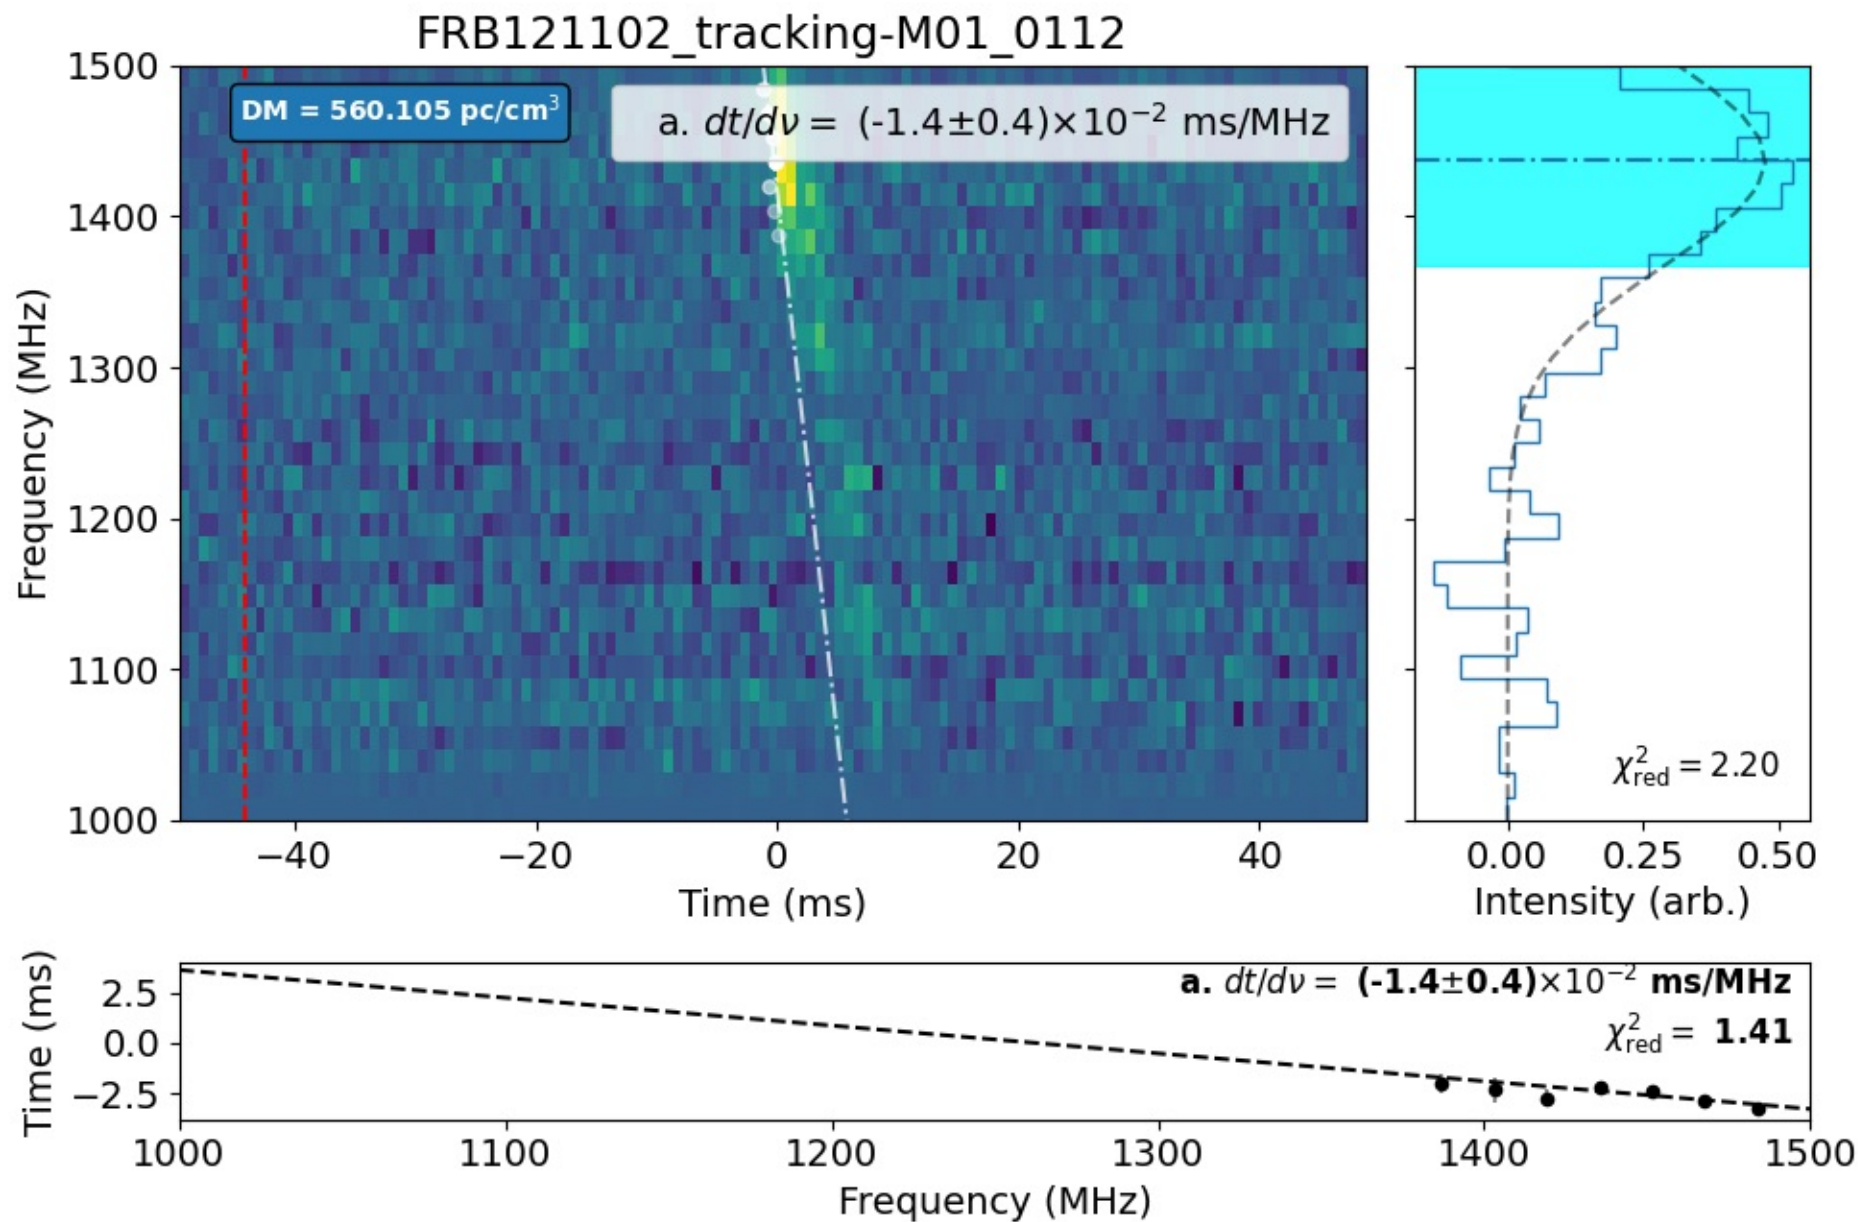 FRB121102_tracking-M01_0112
DM = 560.105 pc/cm³
a. dt/dν = (-1.4±0.4)×10⁻² ms/MHz
1500
1400
1300
1200
1100
1000
Frequency (MHz)
−40 −20 0 20 40
Time (ms)
χ²red = 2.20
0.00 0.25 0.50
Intensity (arb.)
a. dt/dν = (-1.4±0.4)×10⁻² ms/MHz
χ²red = 1.41
2.5
0.0
−2.5
Time (ms)
1000 1100 1200 1300 1400 1500
Frequency (MHz)